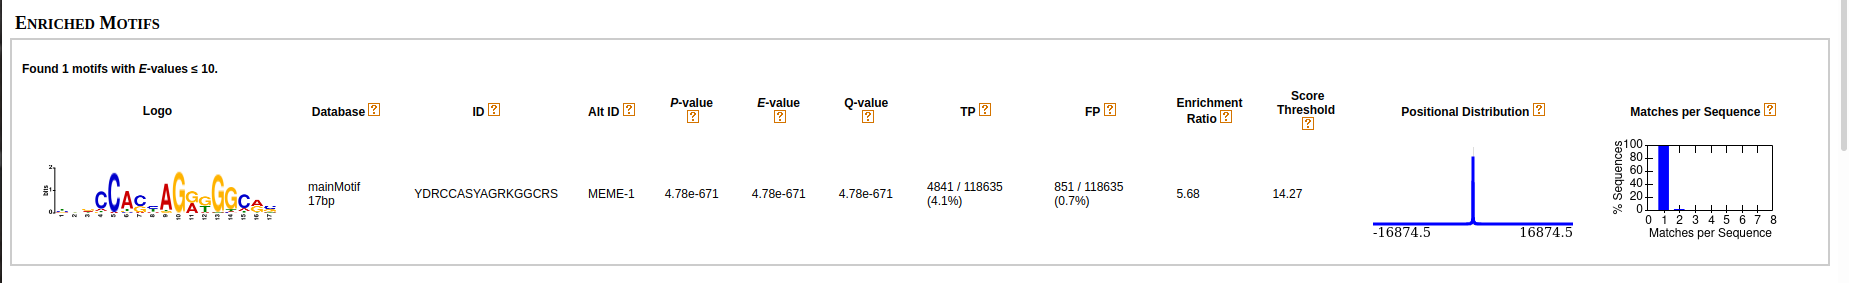 ENRICHED MOTIFS
Found 1 motifs with E-values ≤ 10.
Logo
Database ?
ID ?
Alt ID ?
P-value
?
E-value
?
Q-value
?
TP ?
FP ?
Enrichment
Ratio ?
Score
Threshold
?
Positional Distribution ?
Matches per Sequence ?
mainMotif
17bp
YDRCCASYAGRKGGCRS
MEME-1
4.78e-671
4.78e-671
4.78e-671
4841 / 118635
(4.1%)
851 / 118635
(0.7%)
5.68
14.27
-16874.5 16874.5
% Sequences
100
80
60
40
20
0
0 1 2 3 4 5 6 7 8
Matches per Sequence